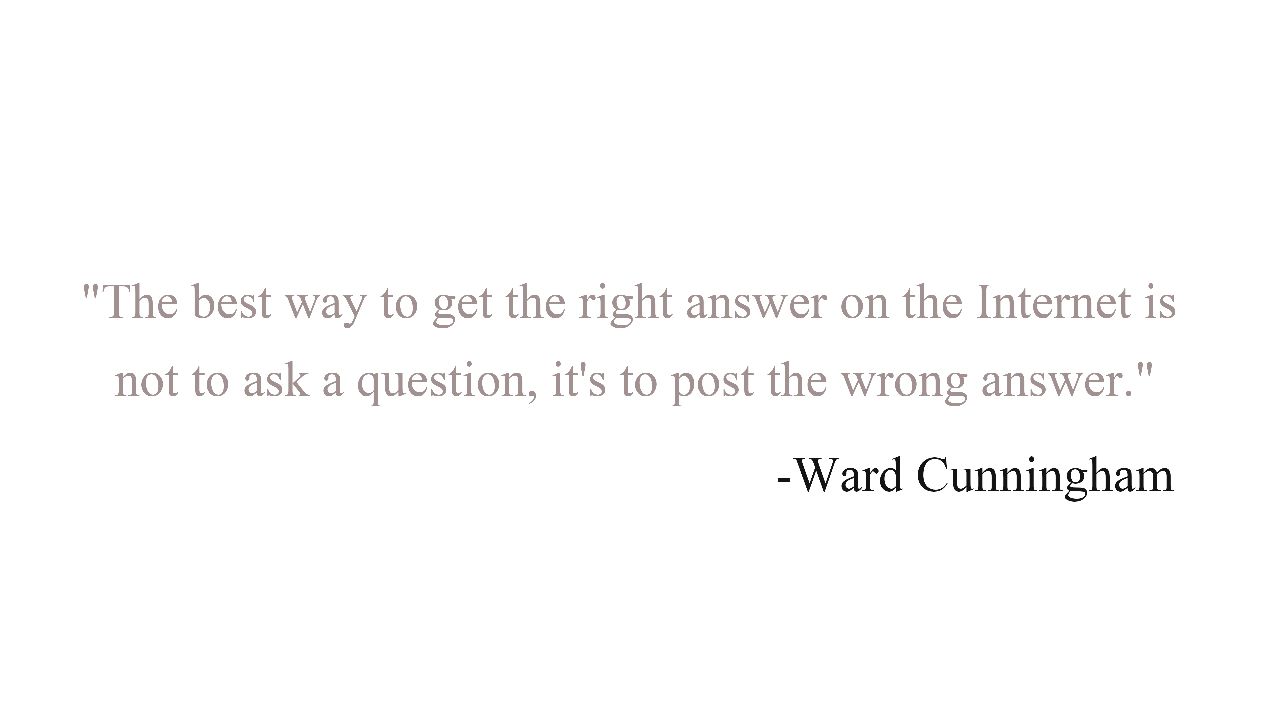 "The best way to get the right answer on the Internet is
not to ask a question, it's to post the wrong answer."
-Ward Cunningham